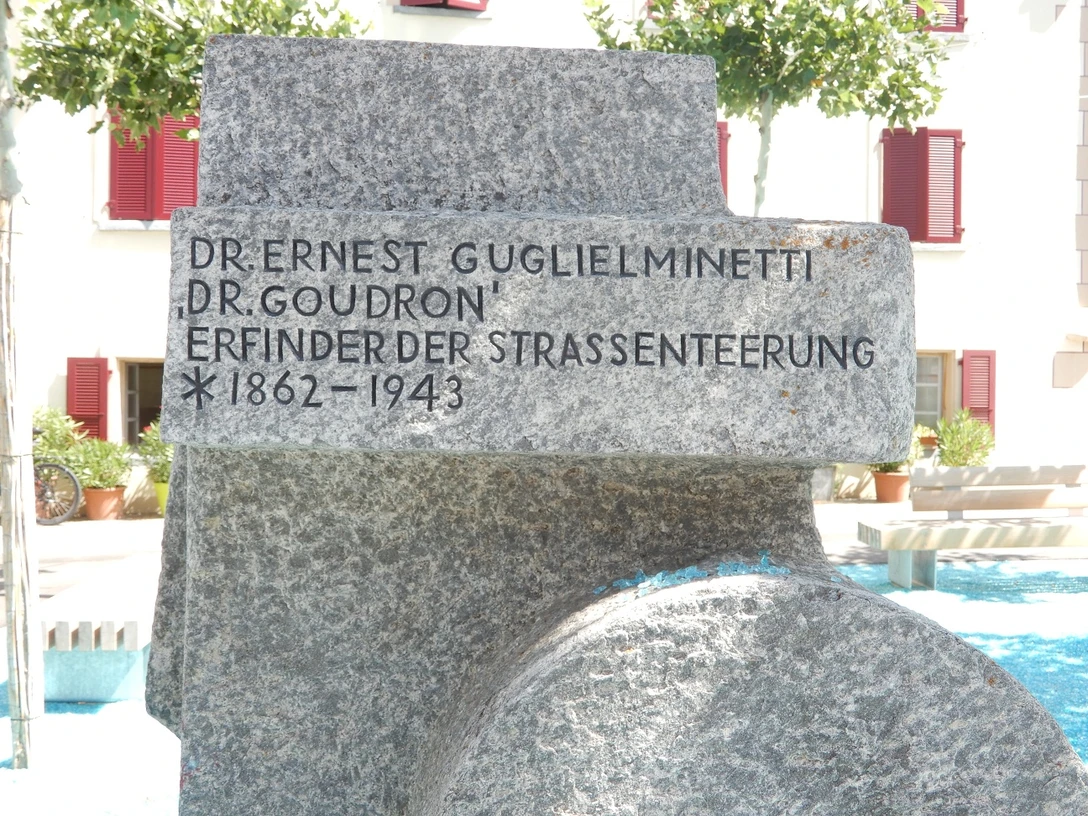 DR. ERNEST GUGLIELMINETTI
‚DR. GOUDRON'
ERFINDER DER STRASSENTEERUNG
* 1862 – 1943